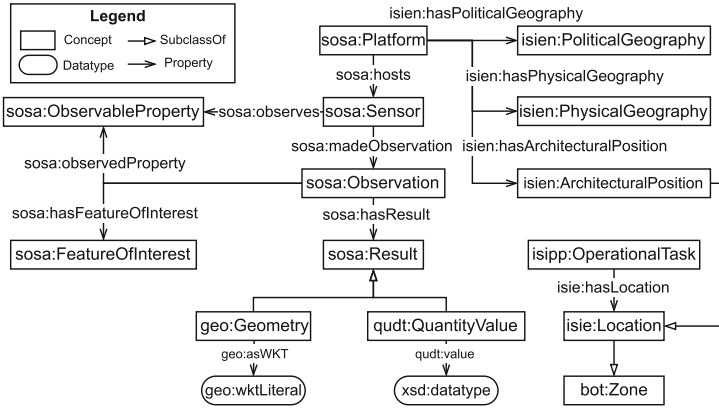 Legend
Concept
SubclassOf
Datatype
Property
isien:hasPoliticalGeography
sosa:Platform
isien:PoliticalGeography
sosa:hosts
isien:hasPhysicalGeography
sosa:ObservableProperty
sosa:observes
sosa:Sensor
isien:PhysicalGeography
sosa:madeObservation
isien:hasArchitecturalPosition
sosa:observedProperty
sosa:Observation
isien:ArchitecturalPosition
sosa:hasFeatureOfInterest
sosa:hasResult
sosa:FeatureOfInterest
sosa:Result
isipp:OperationalTask
isie:hasLocation
geo:Geometry
qudt:QuantityValue
isie:Location
geo:asWKT
qudt:value
geo:wktLiteral
xsd:datatype
bot:Zone